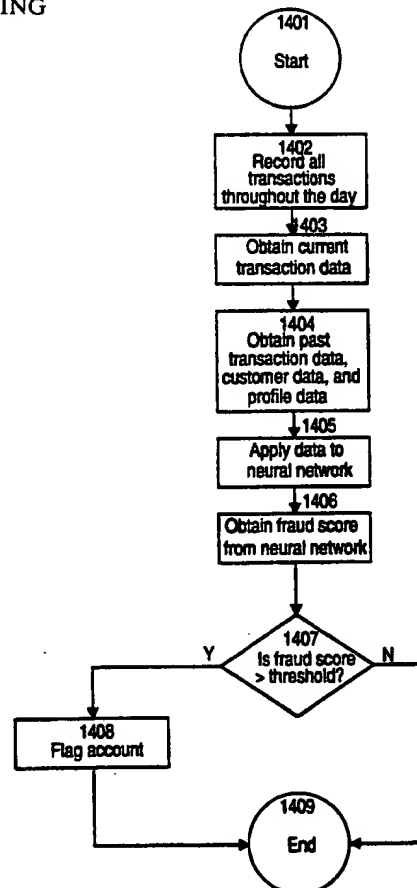 ING
1401
Start
1402
Record all
transactions
throughout the day
1403
Obtain current
transaction data
1404
Obtain past
transaction data,
customer data, and
profile data
1405
Apply data to
neural network
1406
Obtain fraud score
from neural network
1407
Is fraud score
> threshold?
Y
N
1408
Flag account
1409
End